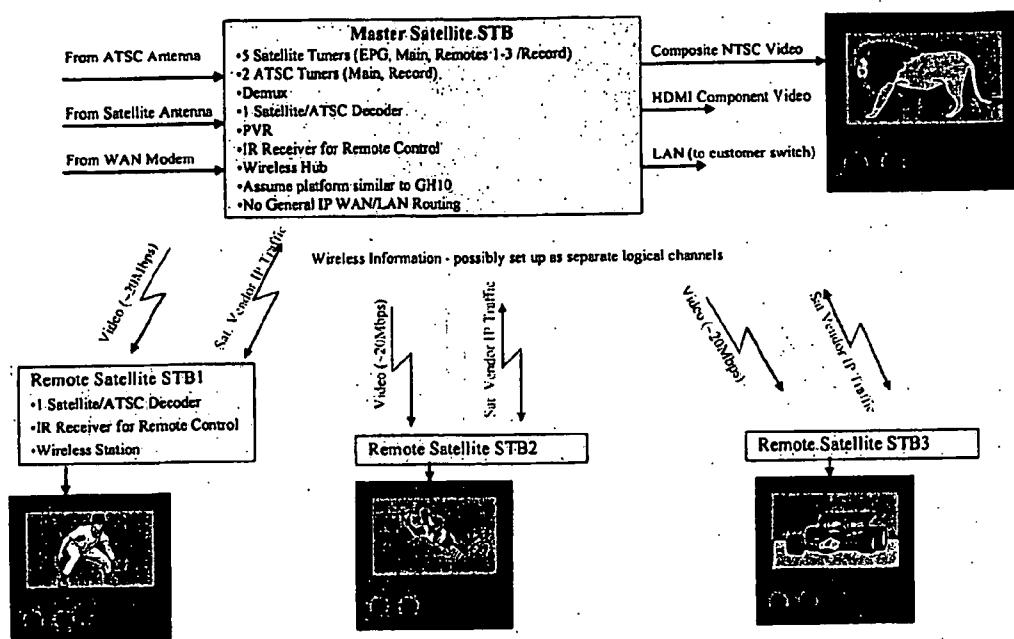 Master Satellite STB
•5 Satellite Tuners (EPG, Main, Remotes 1-3 /Record)
•2 ATSC Tuners (Main, Record)
•Demux
•1 Satellite/ATSC Decoder
•PVR
•IR Receiver for Remote Control
•Wireless Hub
•Assume platform similar to GH10
•No General IP WAN/LAN Routing
From ATSC Antenna
From Satellite Antenna
From WAN Modem
Composite NTSC Video
HDMI Component Video
LAN (to customer switch)
Wireless Information - possibly set up as separate logical channels
Video (~20Mbps)
Sat. Vendor IP Traffic
Video (~20Mbps)
Sat Vendor IP Traffic
Video (~20Mbps)
Sat Vendor IP Traffic
Remote Satellite STB1
•1 Satellite/ATSC Decoder
•IR Receiver for Remote Control
•Wireless Station
Remote Satellite STB2
Remote Satellite STB3